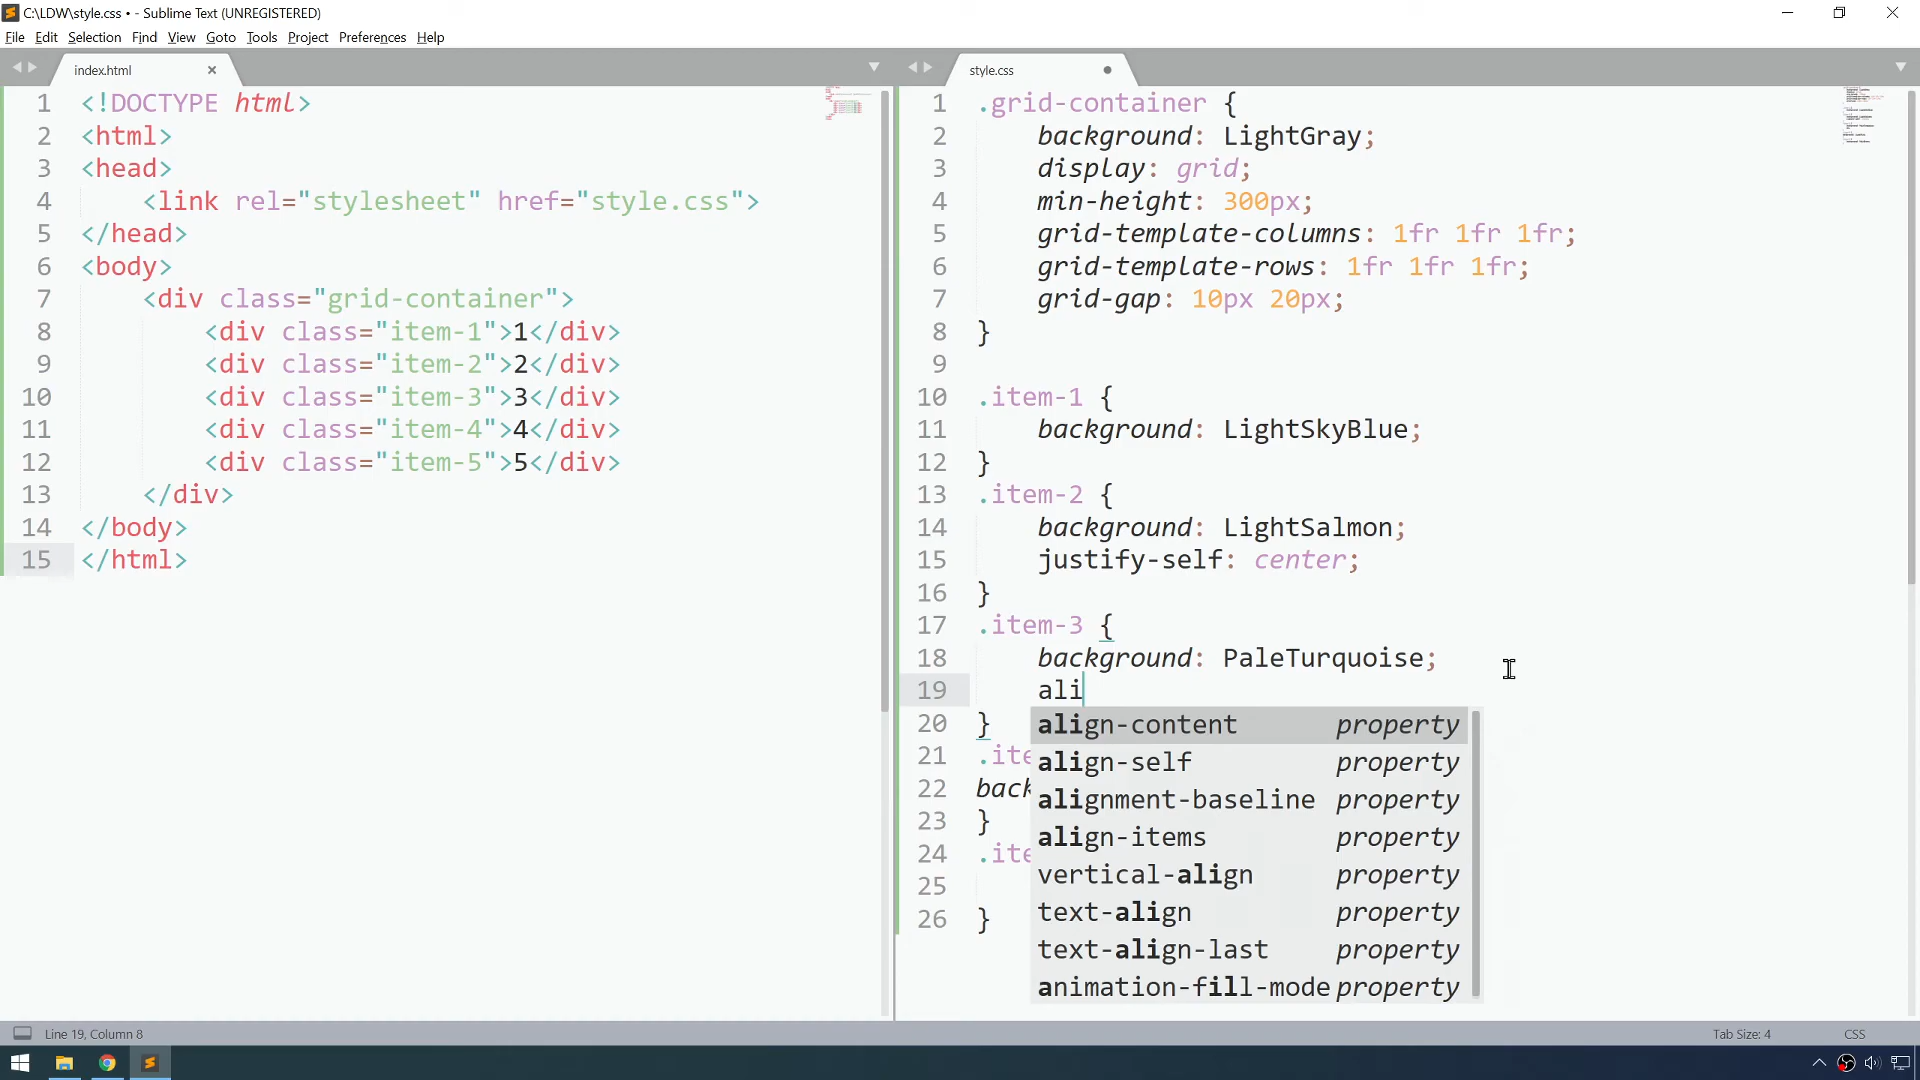 C:\LDW\style.css • - Sublime Text (UNREGISTERED)
File Edit Selection Find View Goto Tools Project Preferences Help
index.html ×
1 <!DOCTYPE html>
2 <html>
3 <head>
4 <link rel="stylesheet" href="style.css">
5 </head>
6 <body>
7 <div class="grid-container">
8 <div class="item-1">1</div>
9 <div class="item-2">2</div>
10 <div class="item-3">3</div>
11 <div class="item-4">4</div>
12 <div class="item-5">5</div>
13 </div>
14 </body>
15 </html>
style.css
1 .grid-container {
2 background: LightGray;
3 display: grid;
4 min-height: 300px;
5 grid-template-columns: 1fr 1fr 1fr;
6 grid-template-rows: 1fr 1fr 1fr;
7 grid-gap: 10px 20px;
8 }
9
10 .item-1 {
11 background: LightSkyBlue;
12 }
13 .item-2 {
14 background: LightSalmon;
15 justify-self: center;
16 }
17 .item-3 {
18 background: PaleTurquoise;
19 ali
20 }
21 .ite
22 back
23 }
24 .ite
25
26 }
align-content property
align-self property
alignment-baseline property
align-items property
vertical-align property
text-align property
text-align-last property
animation-fill-mode property
Line 19, Column 8
Tab Size: 4
CSS